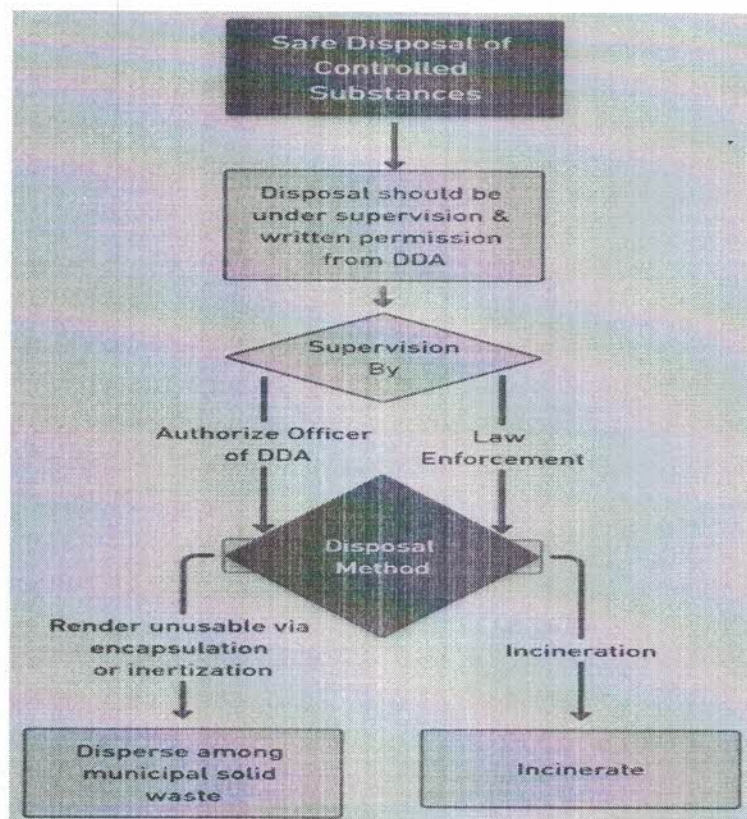 Safe Disposal of
Controlled
Substances
Disposal should be
under supervision &
written permission
from DDA
Supervision
By
Authorize Officer
of DDA
Law
Enforcement
Disposal
Method
Render unusable via
encapsulation
or inertization
Incineration
Disperse among
municipal solid
waste
Incinerate